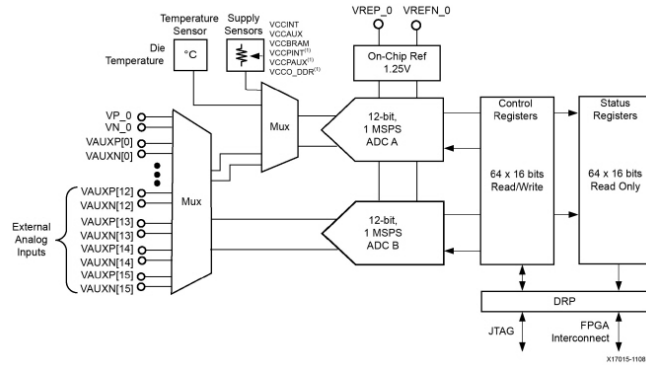 Temperature
Sensor
Supply
Sensors
VCCINT
VCCAUX
VCCBRAM
VCCPINT(1)
VCCPAUX(1)
VCCO_DDR(1)
VREP_0
VREFN_0
Die
Temperature
°C
On-Chip Ref
1.25V
VP_0
VN_0
VAUXP[0]
VAUXN[0]
VAUXP[12]
VAUXN[12]
VAUXP[13]
VAUXN[13]
VAUXP[14]
VAUXN[14]
VAUXP[15]
VAUXN[15]
External
Analog
Inputs
Mux
Mux
12-bit,
1 MSPS
ADC A
12-bit,
1 MSPS
ADC B
Control
Registers
64 x 16 bits
Read/Write
Status
Registers
64 x 16 bits
Read Only
DRP
JTAG
FPGA
Interconnect
X17015-1108